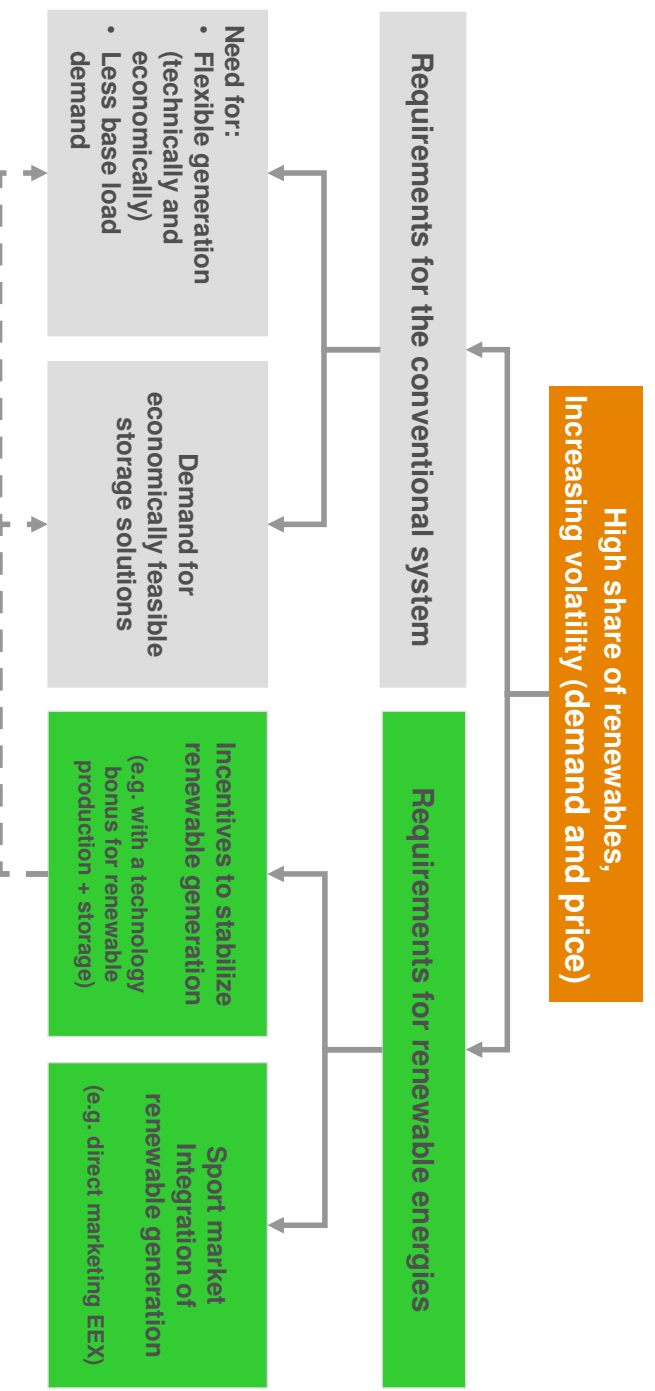 High share of renewables,
Increasing volatility (demand and price)
Requirements for the conventional system
Requirements for renewable energies
Need for:
• Flexible generation
(technically and
economically)
• Less base load
demand
Demand for
economically feasible
storage solutions
Incentives to stabilize
renewable generation
(e.g. with a technology
bonus for renewable
production + storage)
Sport market
Integration of
renewable generation
(e.g. direct marketing EEX)